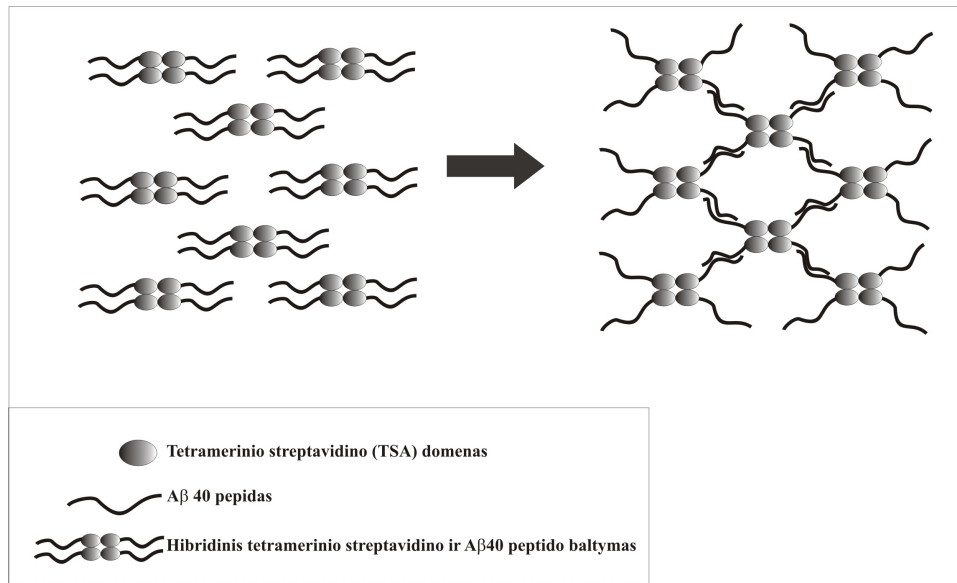 Tetramerinio streptavidino (TSA) domenas
Aβ 40 pepidas
Hibridinis tetramerinio streptavidino ir Aβ40 peptido baltymas